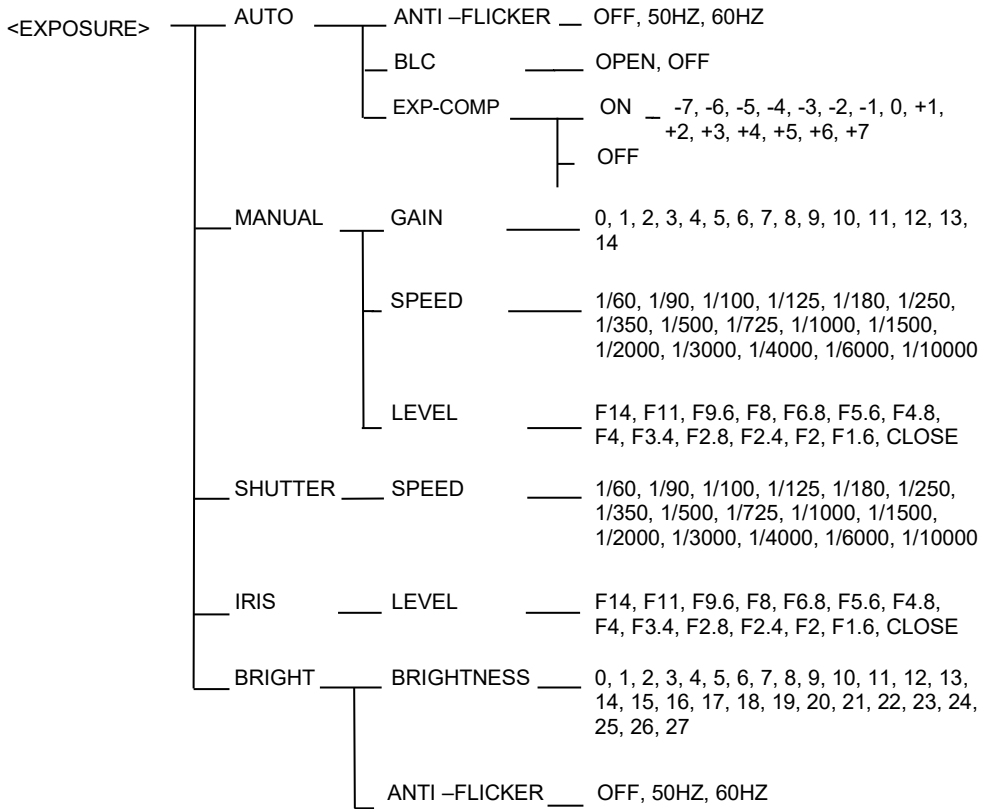 <EXPOSURE>
AUTO
ANTI –FLICKER
OFF, 50HZ, 60HZ
BLC
OPEN, OFF
EXP-COMP
ON
-7, -6, -5, -4, -3, -2, -1, 0, +1,
+2, +3, +4, +5, +6, +7
OFF
MANUAL
GAIN
0, 1, 2, 3, 4, 5, 6, 7, 8, 9, 10, 11, 12, 13,
14
SPEED
1/60, 1/90, 1/100, 1/125, 1/180, 1/250,
1/350, 1/500, 1/725, 1/1000, 1/1500,
1/2000, 1/3000, 1/4000, 1/6000, 1/10000
LEVEL
F14, F11, F9.6, F8, F6.8, F5.6, F4.8,
F4, F3.4, F2.8, F2.4, F2, F1.6, CLOSE
SHUTTER
SPEED
1/60, 1/90, 1/100, 1/125, 1/180, 1/250,
1/350, 1/500, 1/725, 1/1000, 1/1500,
1/2000, 1/3000, 1/4000, 1/6000, 1/10000
IRIS
LEVEL
F14, F11, F9.6, F8, F6.8, F5.6, F4.8,
F4, F3.4, F2.8, F2.4, F2, F1.6, CLOSE
BRIGHT
BRIGHTNESS
0, 1, 2, 3, 4, 5, 6, 7, 8, 9, 10, 11, 12, 13,
14, 15, 16, 17, 18, 19, 20, 21, 22, 23, 24,
25, 26, 27
ANTI –FLICKER
OFF, 50HZ, 60HZ